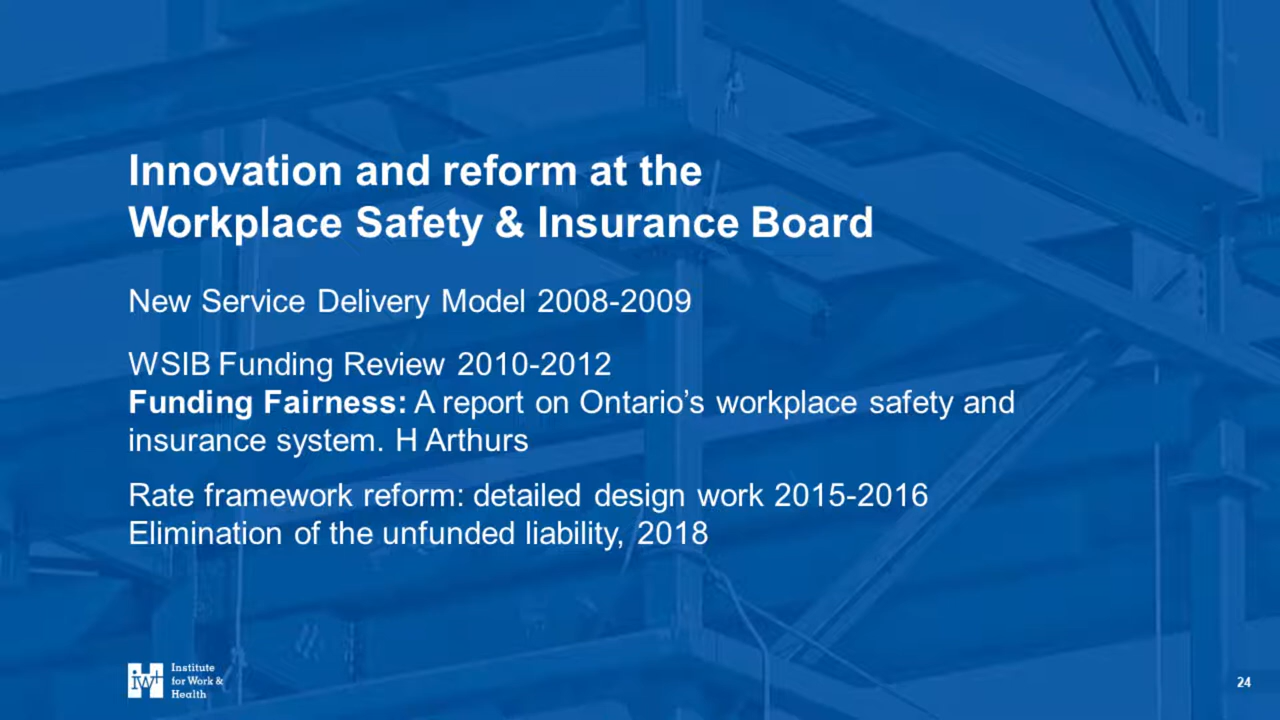 Innovation and reform at the
Workplace Safety & Insurance Board
New Service Delivery Model 2008-2009
WSIB Funding Review 2010-2012
Funding Fairness: A report on Ontario’s workplace safety and
insurance system. H Arthurs
Rate framework reform: detailed design work 2015-2016
Elimination of the unfunded liability, 2018
iwh
Institute
for Work &
Health
24